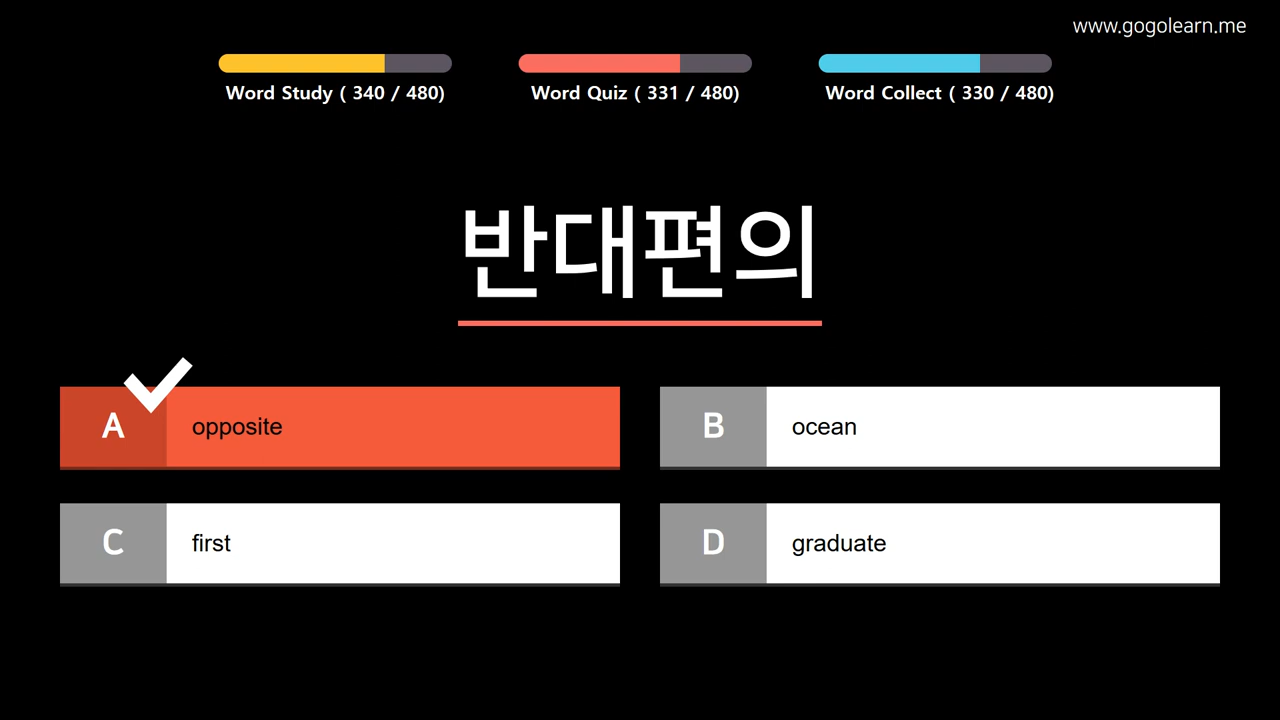 www.gogolearn.me
Word Study ( 340 / 480)
Word Quiz ( 331 / 480)
Word Collect ( 330 / 480)
반대편의
A opposite
B ocean
C first
D graduate